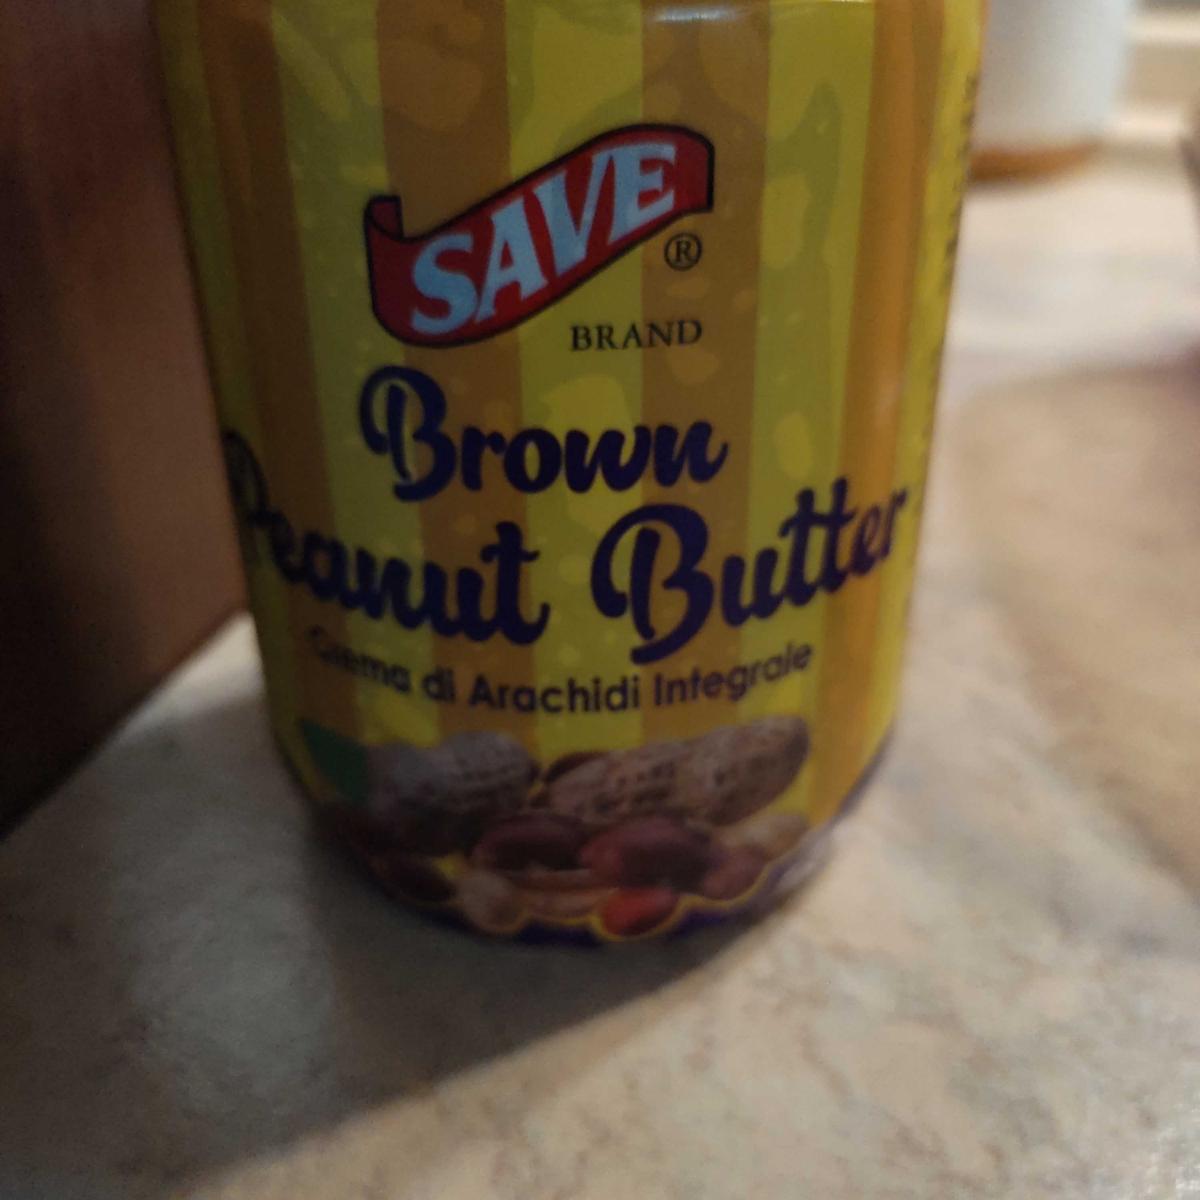 SAVE
®
BRAND
Brown
Peanut Butter
Crema di Arachidi Integrale